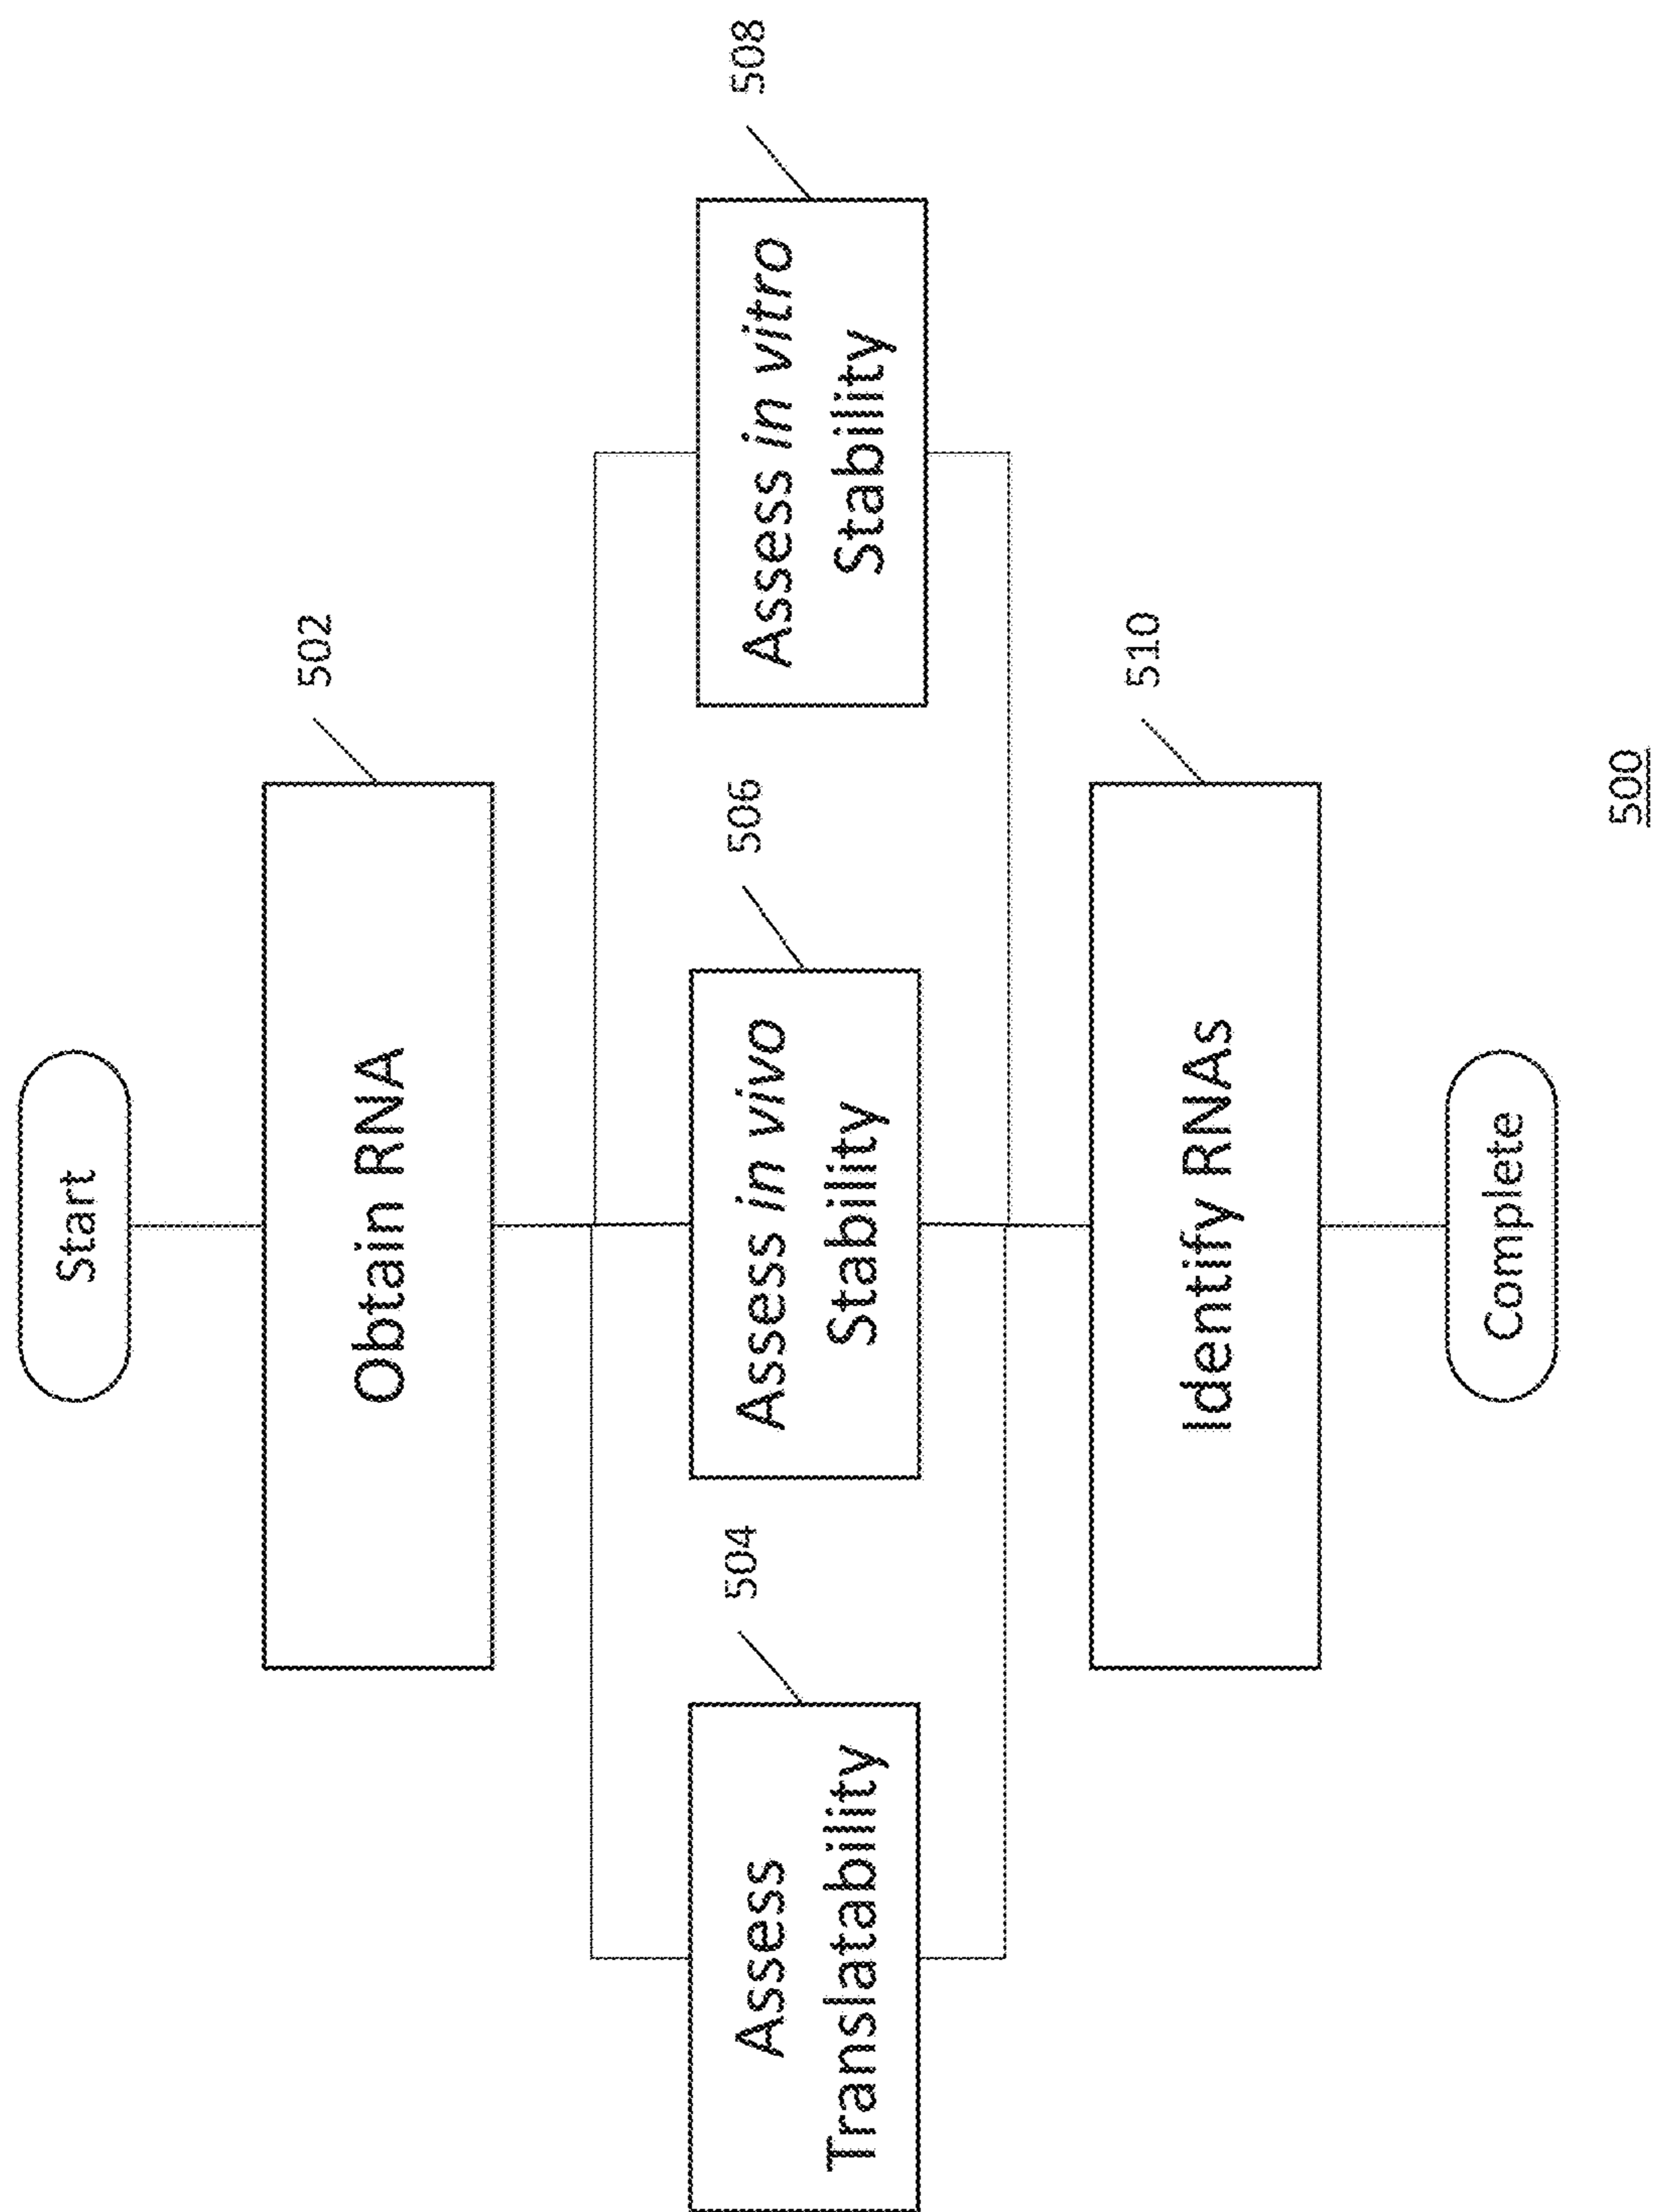 Start
Obtain RNA
502
Assess
Translatability
504
Assess in vivo
Stability
506
Assess in vitro
Stability
508
Identify RNAs
510
Complete
500